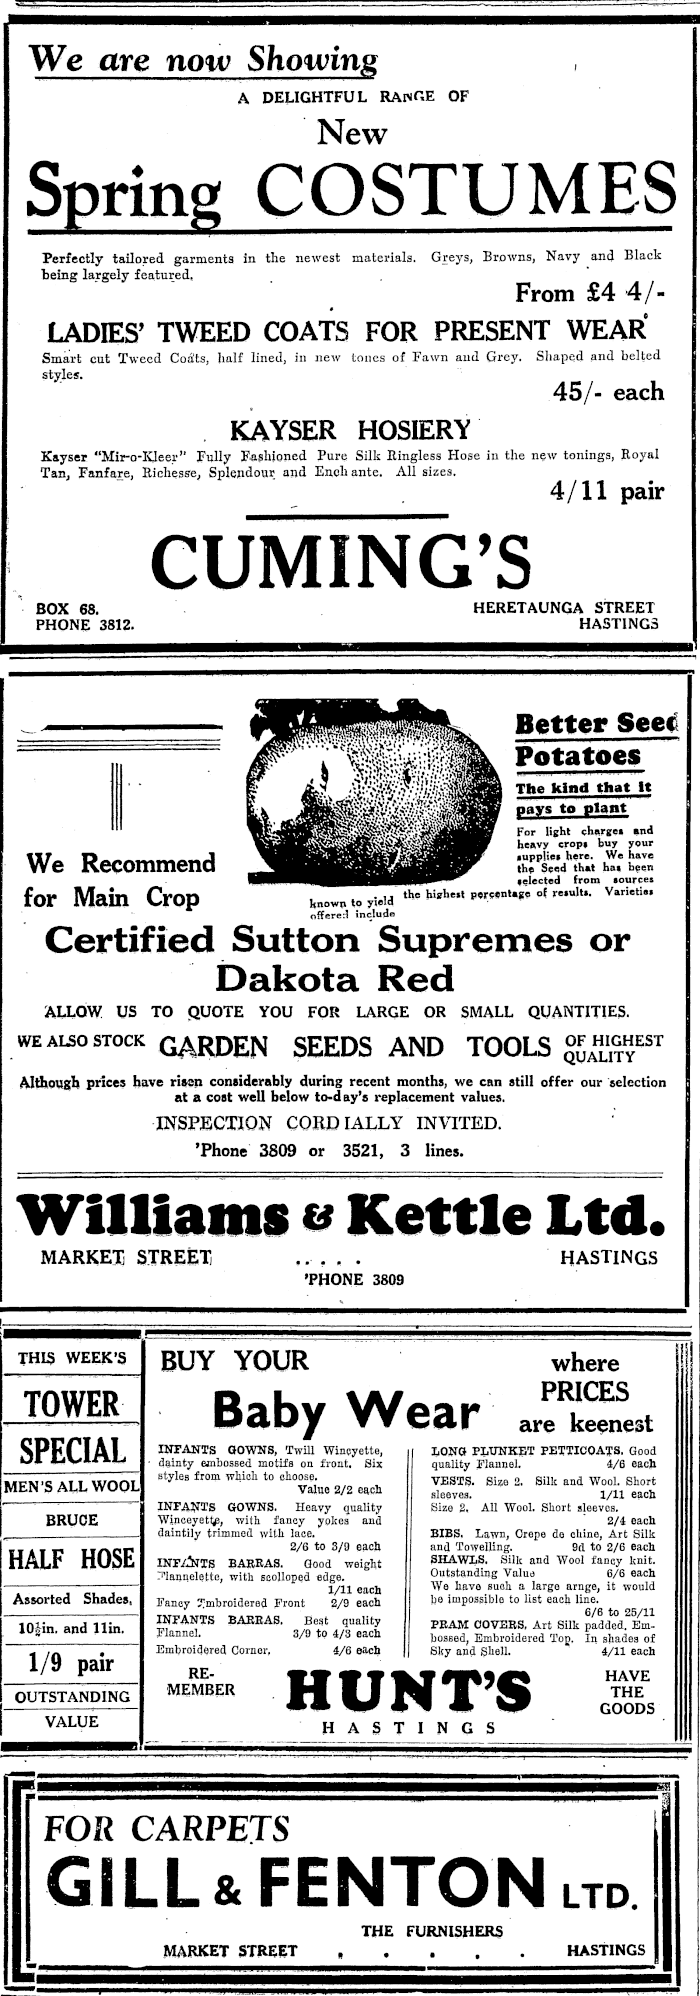 We are now Showing
A DELIGHTFUL RANGE OF
New
Spring COSTUMES
Perfectly tailored garments in the newest materials. Greys, Browns, Navy and Black
being largely featured.
From £4 4/-
LADIES' TWEED COATS FOR PRESENT WEAR
Smart cut Tweed Coats, half lined, in new tones of Fawn and Grey. Shaped and belted
styles.
45/- each
KAYSER HOSIERY
Kayser "Mir-o-Kleer" Fully Fashioned Pure Silk Ringless Hose in the new tonings, Royal
Tan, Fanfare, Richesse, Splendour and Enchante. All sizes.
4/11 pair
CUMING'S
BOX 68.
PHONE 3812.
HERETAUNGA STREET
HASTINGS
Better Seed
Potatoes
The kind that it
pays to plant
For light charges and
heavy crops buy your
supplies here. We have
the Seed that has been
selected from sources
known to yield the highest percentage of results. Varieties
offered include
We Recommend
for Main Crop
Certified Sutton Supremes or
Dakota Red
ALLOW US TO QUOTE YOU FOR LARGE OR SMALL QUANTITIES.
WE ALSO STOCK GARDEN SEEDS AND TOOLS OF HIGHEST
QUALITY
Although prices have risen considerably during recent months, we can still offer our selection
at a cost well below to-day's replacement values.
INSPECTION CORDIALLY INVITED.
'Phone 3809 or 3521, 3 lines.
Williams & Kettle Ltd.
MARKET STREET ..... HASTINGS
'PHONE 3809
THIS WEEK'S
TOWER
SPECIAL
MEN'S ALL WOOL
BRUCE
HALF HOSE
Assorted Shades,
10½in. and 11in.
1/9 pair
OUTSTANDING
VALUE
BUY YOUR
Baby Wear
where
PRICES
are keenest
INFANTS GOWNS, Twill Winceyette,
dainty embossed motifs on front. Six
styles from which to choose.
Value 2/2 each
INFANTS GOWNS. Heavy quality
Winceyette, with fancy yokes and
daintily trimmed with lace.
2/6 to 3/9 each
INFANTS BARRAS. Good weight
Flannelette, with scolloped edge.
1/11 each
Fancy Embroidered Front 2/9 each
INFANTS BARRAS. Best quality
Flannel. 3/9 to 4/3 each
Embroidered Corner. 4/6 each
LONG PLUNKET PETTICOATS. Good
quality Flannel. 4/6 each
VESTS. Size 2. Silk and Wool. Short
sleeves. 1/11 each
Size 2. All Wool. Short sleeves.
2/4 each
BIBS. Lawn, Crepe de chine, Art Silk
and Towelling. 9d to 2/6 each
SHAWLS. Silk and Wool fancy knit.
Outstanding Value 6/6 each
We have such a large arnge, it would
be impossible to list each line.
6/6 to 25/11
PRAM COVERS, Art Silk padded, Em-
bossed, Embroidered Top. In shades of
Sky and Shell. 4/11 each
RE-
MEMBER
HUNT'S
HASTINGS
HAVE
THE
GOODS
FOR CARPETS
GILL & FENTON LTD.
THE FURNISHERS
MARKET STREET . . . . . HASTINGS